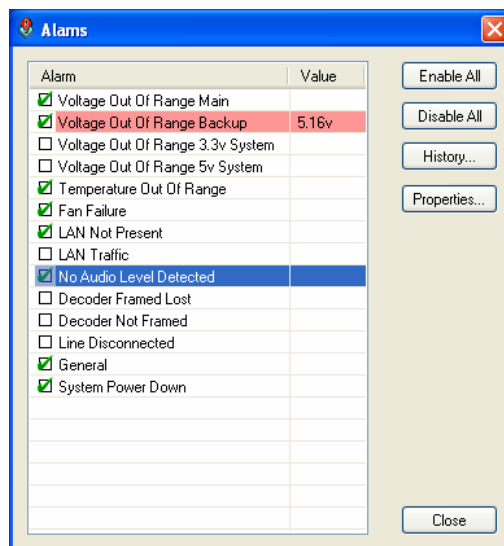 Alams
Alarm Value
Voltage Out Of Range Main
Voltage Out Of Range Backup 5.16v
Voltage Out Of Range 3.3v System
Voltage Out Of Range 5v System
Temperature Out Of Range
Fan Failure
LAN Not Present
LAN Traffic
No Audio Level Detected
Decoder Framed Lost
Decoder Not Framed
Line Disconnected
General
System Power Down
Enable All
Disable All
History...
Properties...
Close